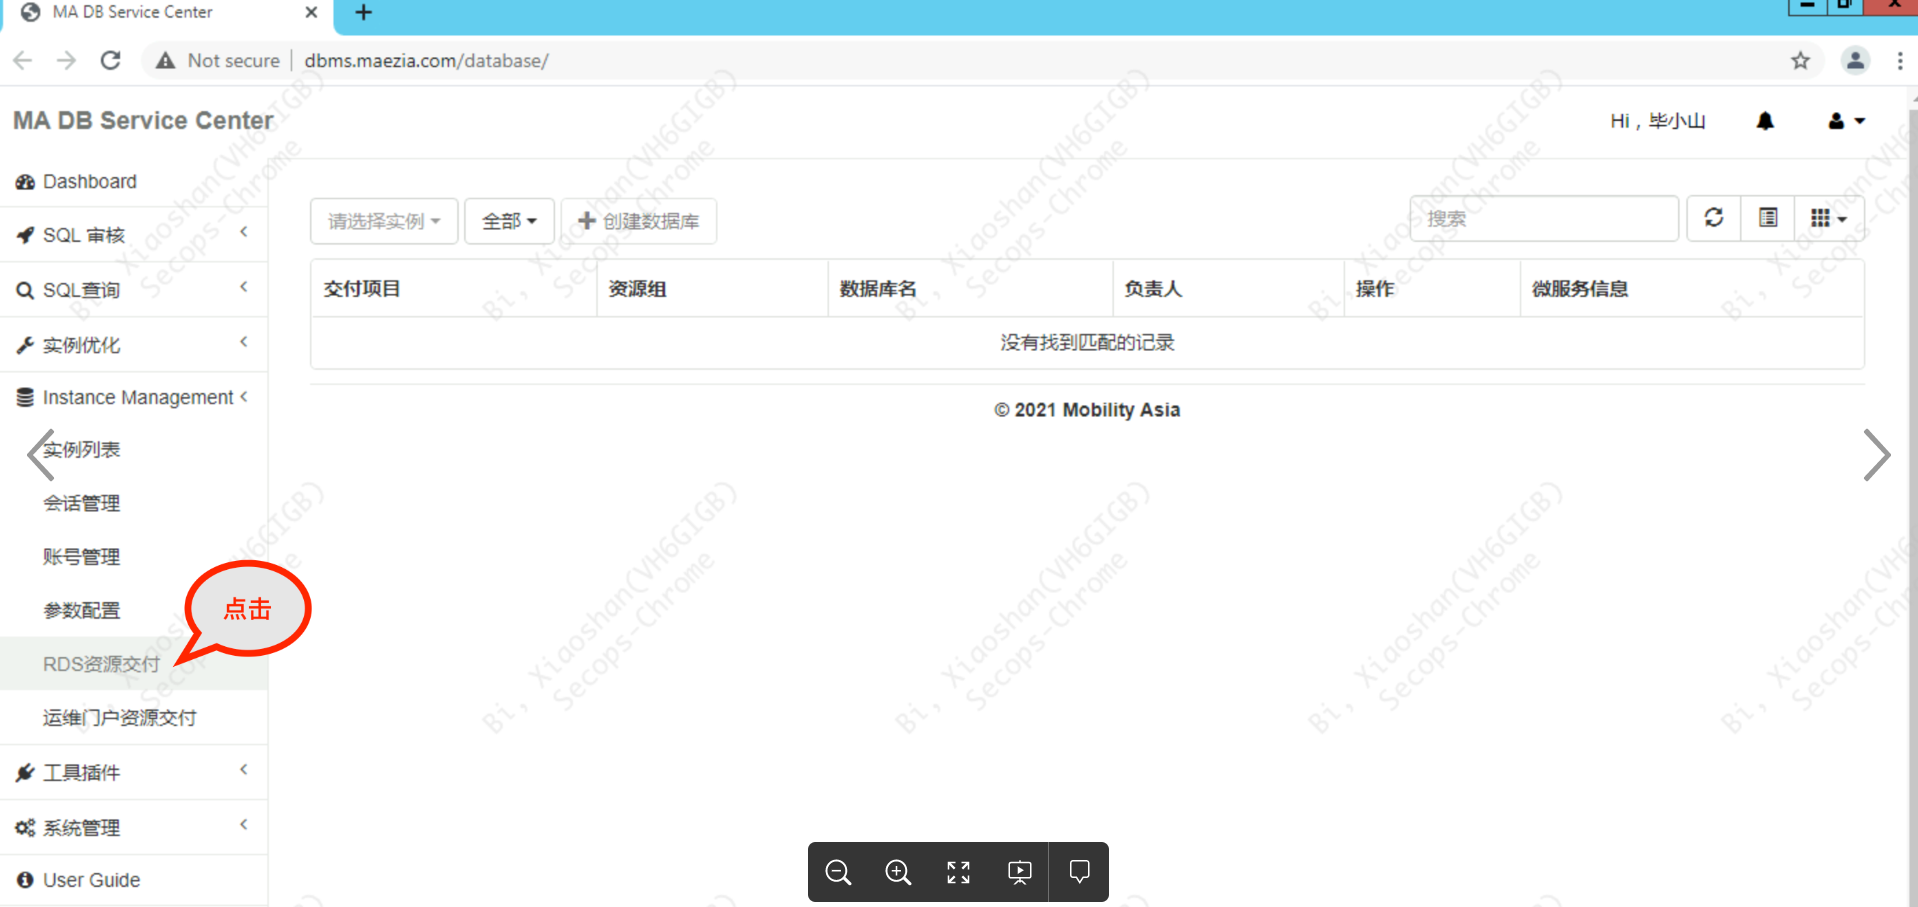 MA DB Service Center
Not secure
dbms.maezia.com/database/
MA DB Service Center
Hi，毕小山
Dashboard
SQL 审核
SQL查询
实例优化
Instance Management
实例列表
会话管理
账号管理
参数配置
RDS资源交付
运维门户资源交付
工具插件
系统管理
User Guide
点击
请选择实例
全部
创建数据库
搜索
交付项目
资源组
数据库名
负责人
操作
微服务信息
没有找到匹配的记录
© 2021 Mobility Asia
Bi, Xiaoshan(VH6GIGB)
Secops-Chrome